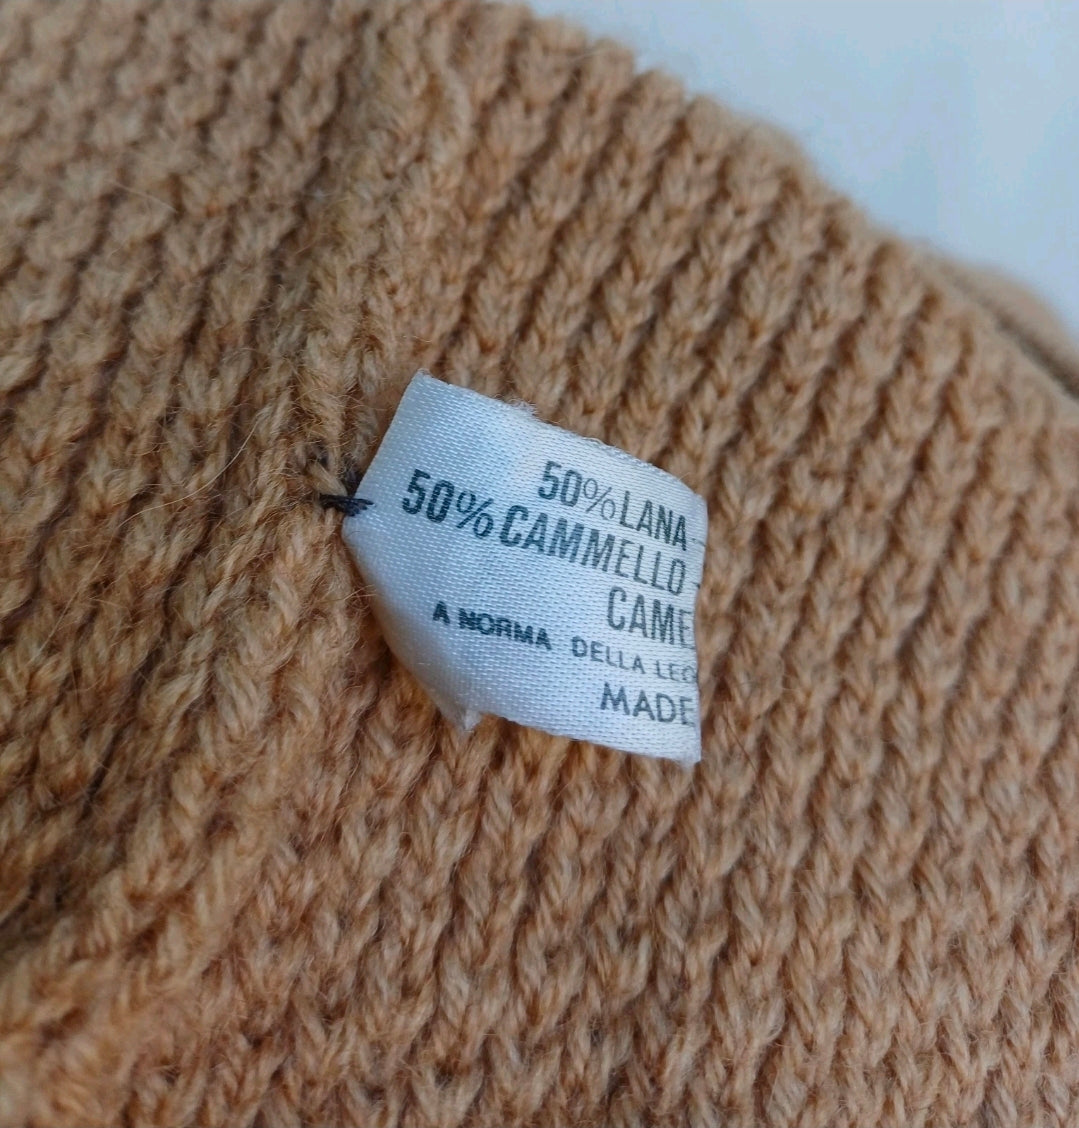 50% LANA -
50% CAMMELLO -
CAME
A NORMA DELLA LEG
MADE